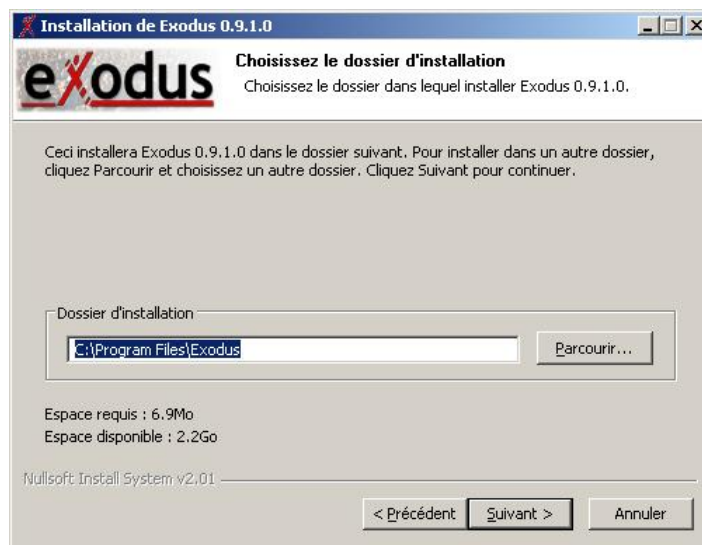 Installation de Exodus 0.9.1.0
eXodus
Choisissez le dossier d'installation
Choisissez le dossier dans lequel installer Exodus 0.9.1.0.
Ceci installera Exodus 0.9.1.0 dans le dossier suivant. Pour installer dans un autre dossier,
cliquez Parcourir et choisissez un autre dossier. Cliquez Suivant pour continuer.
Dossier d'installation
C:\Program Files\Exodus
Parcourir...
Espace requis : 6.9Mo
Espace disponible : 2.2Go
Nullsoft Install System v2.01
< Précédent
Suivant >
Annuler